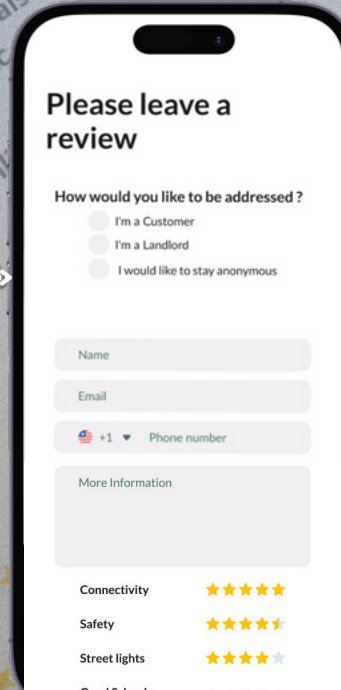 Please leave a
review
How would you like to be addressed ?
I'm a Customer
I'm a Landlord
I would like to stay anonymous
Name
Email
+1 Phone number
More Information
Connectivity
Safety
Street lights